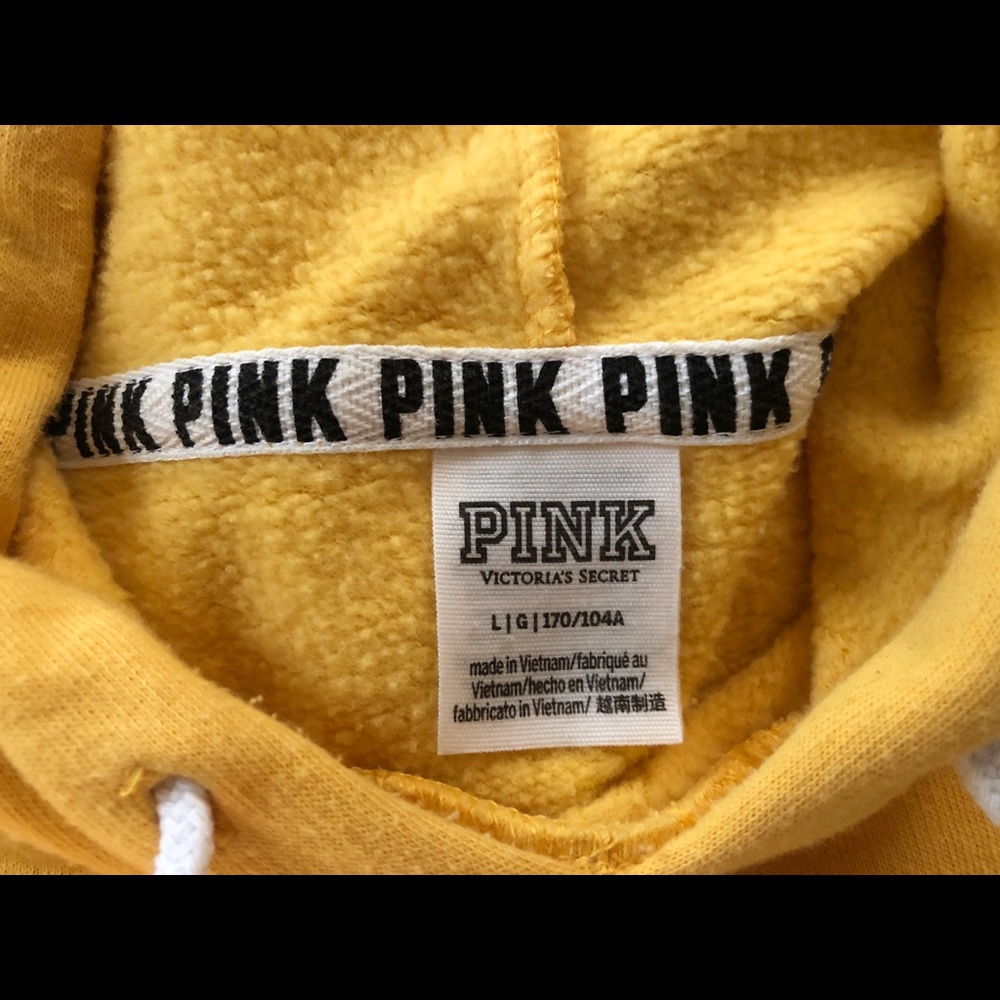 PINK PINK PINK PINK
PINK
VICTORIA'S SECRET
L|G|170/104A
made in Vietnam/fabriqué au
Vietnam/hecho en Vietnam/
fabbricato in Vietnam/ 越南制造